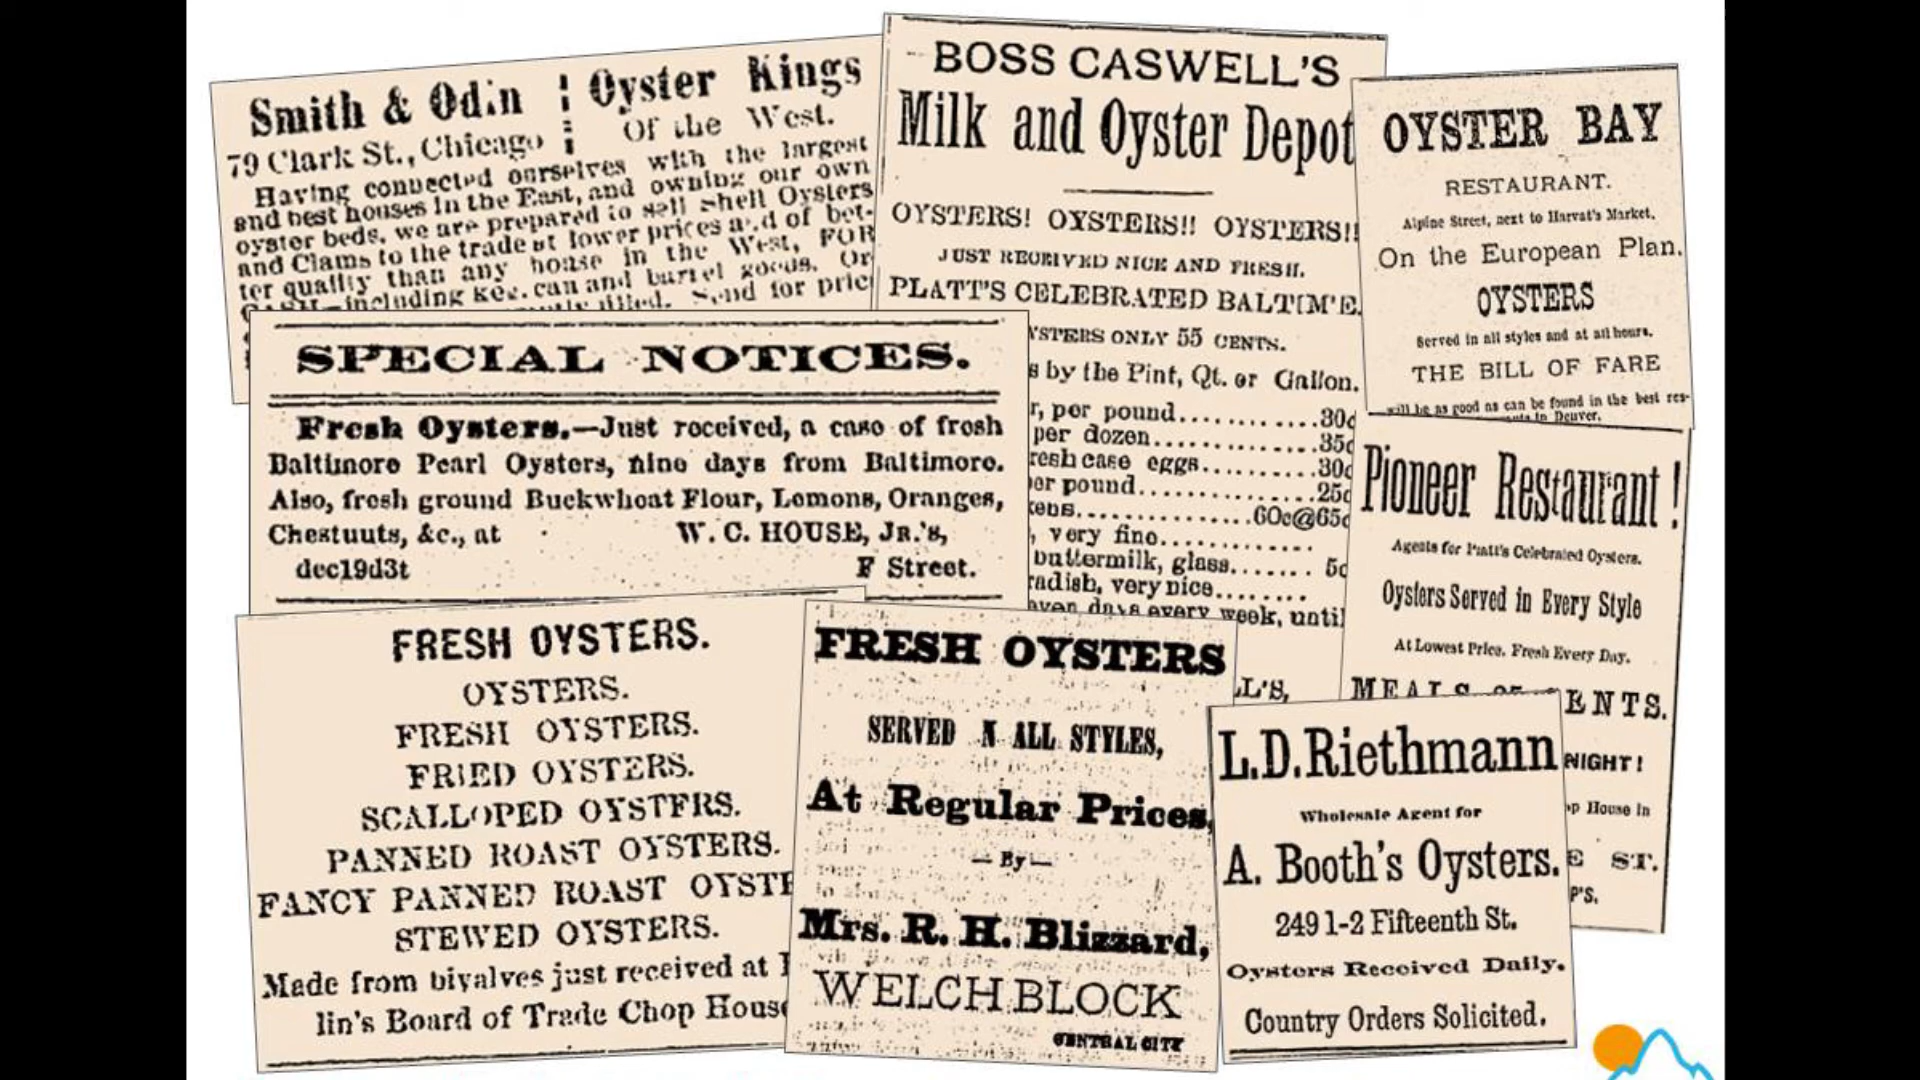 Smith & Odin
79 Clark St., Chicago
Oyster Kings
Of the West.
Having connected ourselves with the largest
and best houses in the East, and owning our own
oyster beds, we are prepared to sell Shell Oysters
and Clams to the trade at lower prices and of bet-
ter quality than any house in the West, FOR
CASH—including keg, can and barrel goods. Or
filled. Send for pric
BOSS CASWELL'S
Milk and Oyster Depot
OYSTERS! OYSTERS!! OYSTERS!!
JUST RECEIVED NICE AND FRESH.
PLATT'S CELEBRATED BALTIM'E.
YSTERS ONLY 55 CENTS.
s by the Pint, Qt. or Gallon.
r, per pound..............30c
per dozen................35c
resh case eggs..........30c
er pound.................25c
kens.................60c@65c
, very fine.............
buttermilk, glass........ 5c
radish, very nice........
even days every week, until
LL'S,
OYSTER BAY
RESTAURANT.
Alpine Street, next to Harvat's Market.
On the European Plan.
OYSTERS
Served in all styles and at all hours.
THE BILL OF FARE
will be as good as can be found in the best res-
in Denver.
SPECIAL NOTICES.
Fresh Oysters.—Just received, a case of fresh
Baltimore Pearl Oysters, nine days from Baltimore.
Also, fresh ground Buckwheat Flour, Lemons, Oranges,
Chestnuts, &c., at W. C. HOUSE, JR.'S,
dec19d3t F Street.
Pioneer Restaurant!
Agents for Platt's Celebrated Oysters.
Oysters Served in Every Style
At Lowest Price. Fresh Every Day.
MEALS 25 CENTS.
NIGHT!
op House in
E ST.
P'S.
FRESH OYSTERS.
OYSTERS.
FRESH OYSTERS.
FRIED OYSTERS.
SCALLOPED OYSTERS.
PANNED ROAST OYSTERS.
FANCY PANNED ROAST OYSTE
STEWED OYSTERS.
Made from bivalves just received at
lin's Board of Trade Chop House
FRESH OYSTERS
SERVED N ALL STYLES,
At Regular Prices,
—By—
Mrs. R. H. Blizzard,
WELCH BLOCK
CENTRAL CITY
L.D.Riethmann
Wholesale Agent for
A. Booth's Oysters.
249 1-2 Fifteenth St.
Oysters Received Daily.
Country Orders Solicited.